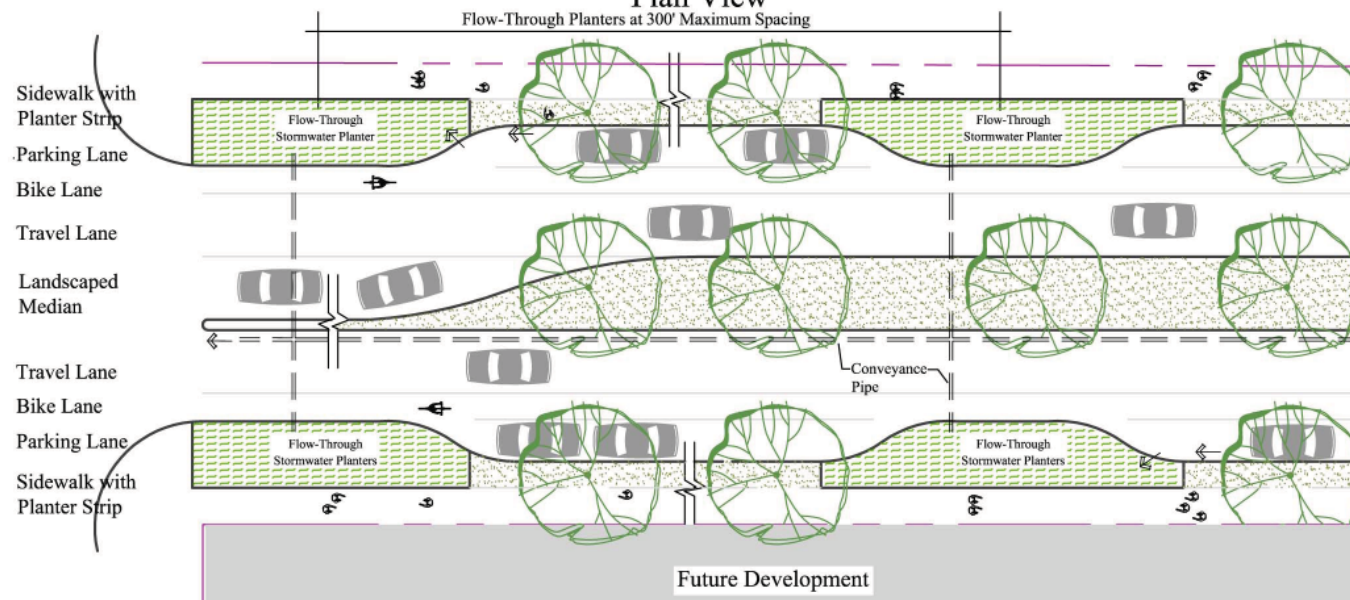 Plan View
Flow-Through Planters at 300' Maximum Spacing
Sidewalk with
Planter Strip
Flow-Through
Stormwater Planter
Flow-Through
Stormwater Planter
Parking Lane
Bike Lane
Travel Lane
Landscaped
Median
Travel Lane
Conveyance
Pipe
Bike Lane
Parking Lane
Flow-Through
Stormwater Planters
Flow-Through
Stormwater Planters
Sidewalk with
Planter Strip
Future Development